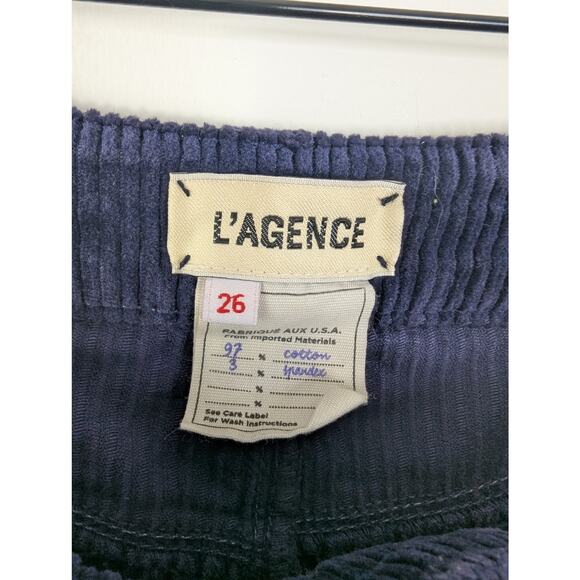 L'AGENCE
26
FABRIQUÉ AUX U.S.A.
From Imported Materials
97 % cotton
3 % spandex
%
%
See Care Label
For Wash Instructions